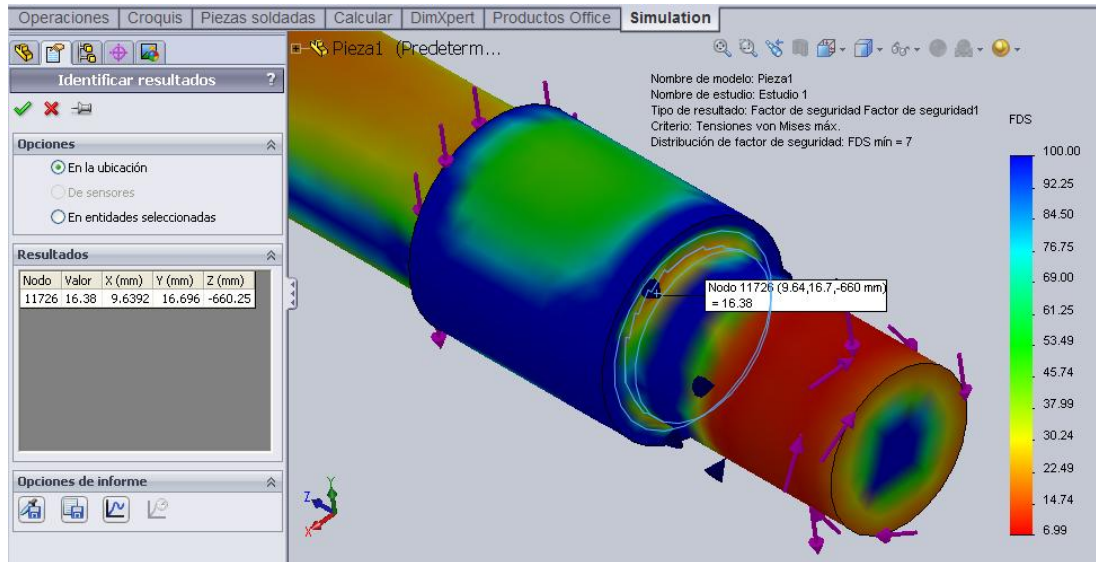 Operaciones Croquis Piezas soldadas Calcular DimXpert Productos Office Simulation
Identificar resultados ?
Opciones
En la ubicación
De sensores
En entidades seleccionadas
Resultados
Nodo Valor X (mm) Y (mm) Z (mm)
11726 16.38 9.6392 16.696 -660.25
Opciones de informe
Pieza1 (Predeterm...
Nombre de modelo: Pieza1
Nombre de estudio: Estudio 1
Tipo de resultado: Factor de seguridad Factor de seguridad1
Criterio: Tensiones von Mises máx.
Distribución de factor de seguridad: FDS mín = 7
Nodo 11726 (9.64,16.7,-660 mm)
= 16.38
Y
Z
X
FDS
100.00
92.25
84.50
76.75
69.00
61.25
53.49
45.74
37.99
30.24
22.49
14.74
6.99